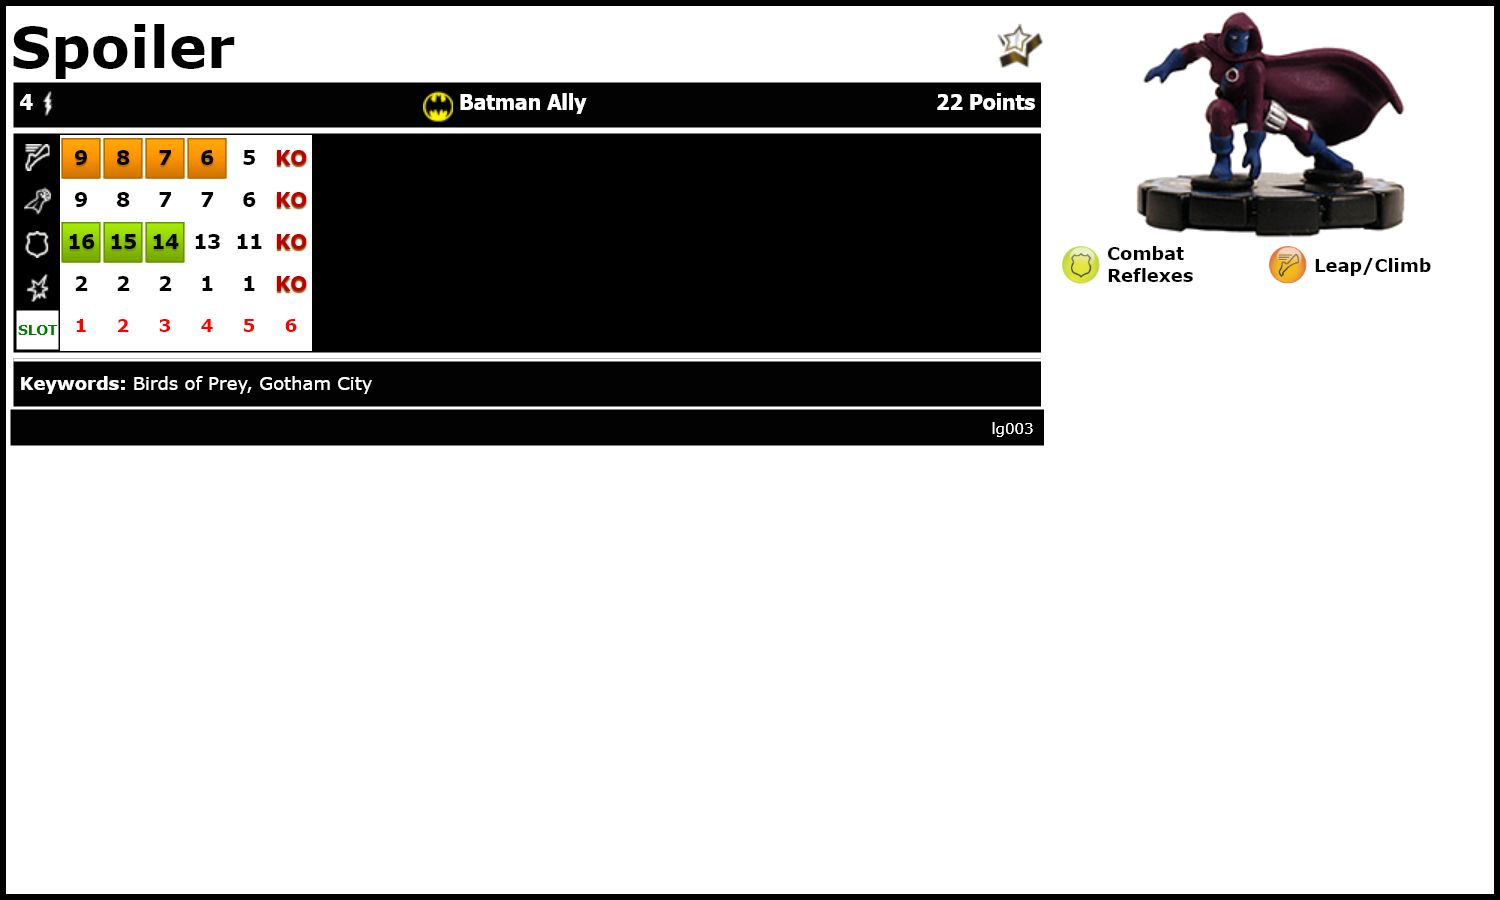 Spoiler
4 Batman Ally 22 Points
9 8 7 6 5 KO
9 8 7 7 6 KO
16 15 14 13 11 KO
2 2 2 1 1 KO
SLOT 1 2 3 4 5 6
Keywords: Birds of Prey, Gotham City
lg003
Combat
Reflexes
Leap/Climb